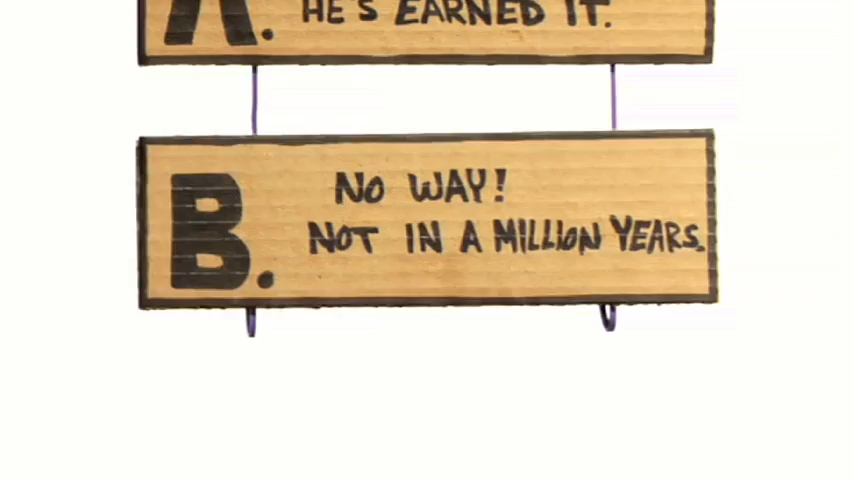 A. HE'S EARNED IT.
B. NO WAY!
NOT IN A MILLION YEARS.